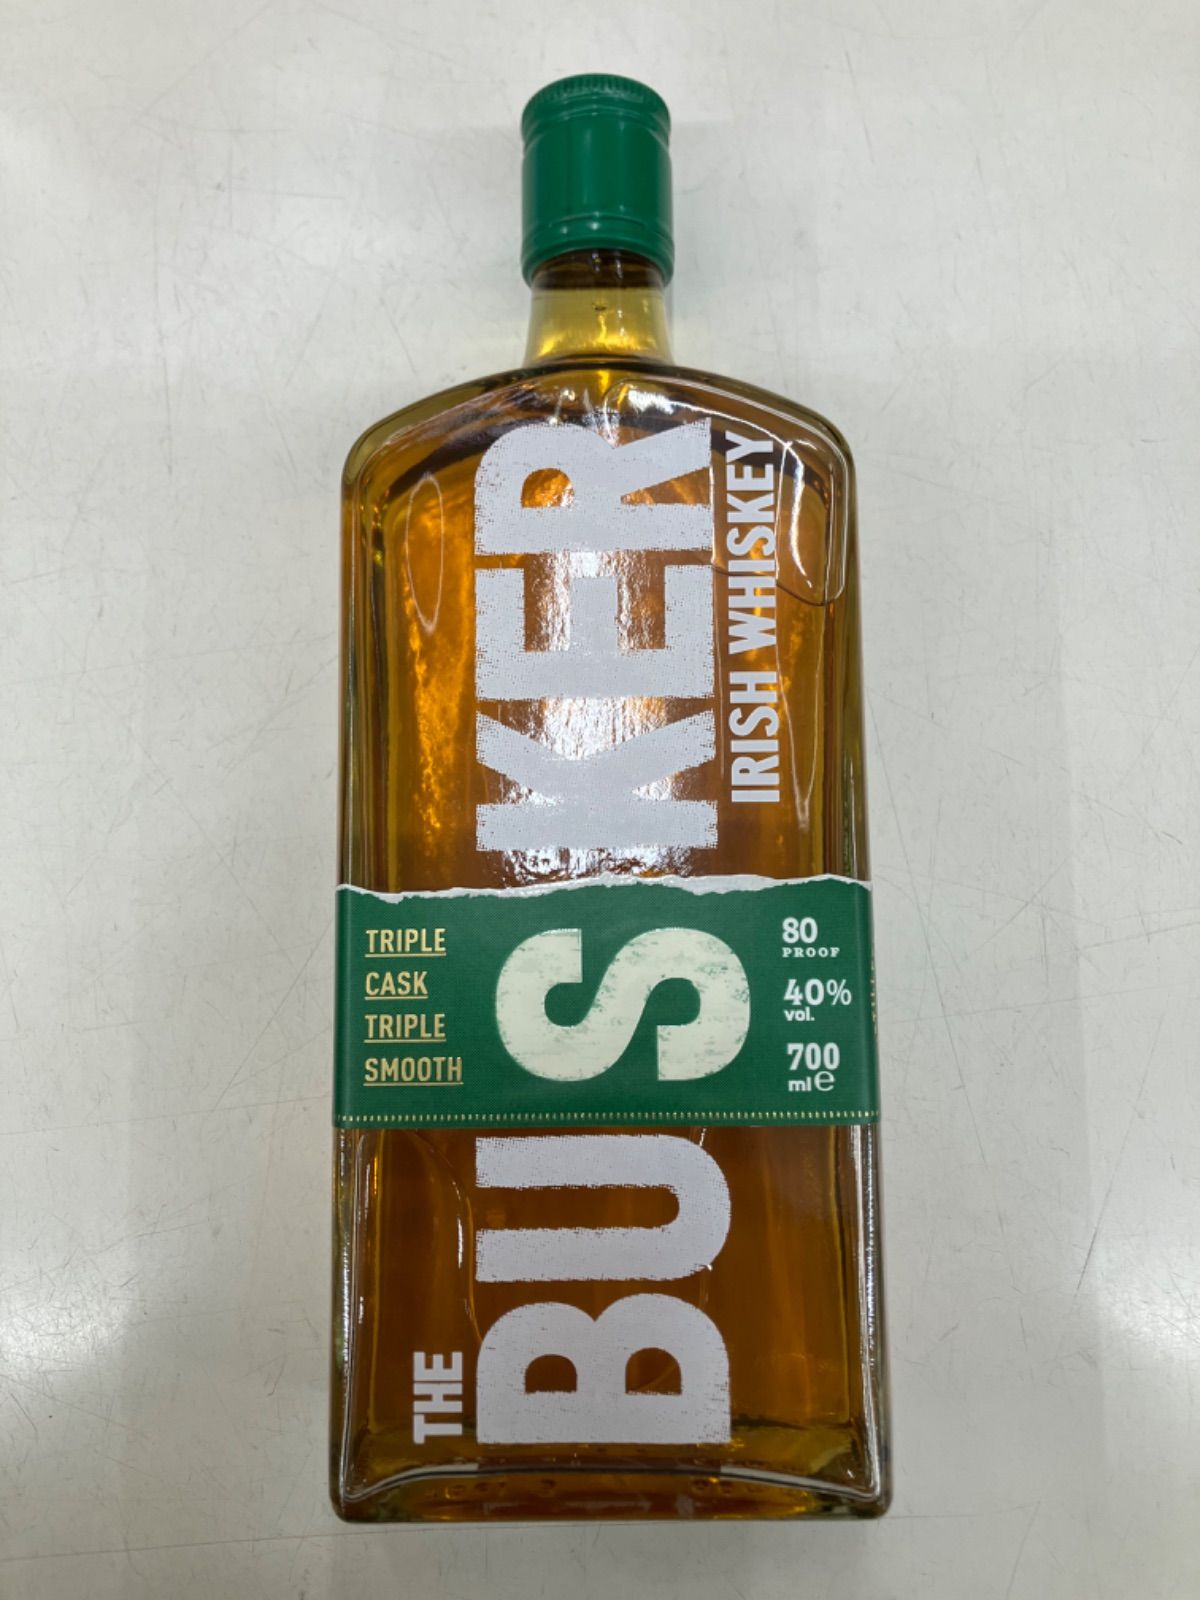 THE
BUSKER
IRISH WHISKEY
TRIPLE
CASK
TRIPLE
SMOOTH
80
PROOF
40%
vol.
700
ml e